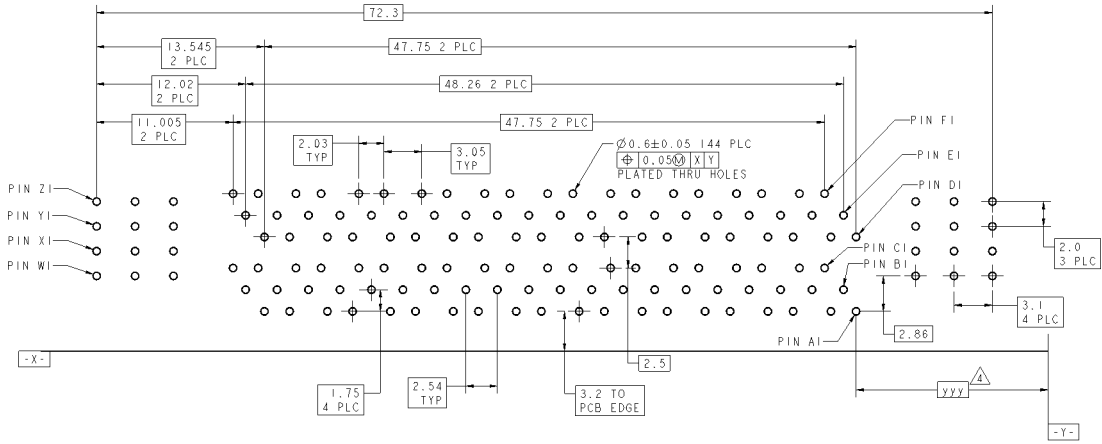 72.3
13.545
2 PLC
47.75 2 PLC
12.02
2 PLC
48.26 2 PLC
11.005
2 PLC
47.75 2 PLC
PIN F1
2.03
TYP
3.05
TYP
Ø0.6±0.05 144 PLC
⌖ 0.05Ⓜ X Y
PLATED THRU HOLES
PIN E1
PIN D1
PIN Z1
PIN Y1
PIN X1
PIN W1
PIN C1
PIN B1
2.0
3 PLC
3.1
4 PLC
2.86
PIN A1
-X-
2.5
1.75
4 PLC
2.54
TYP
3.2 TO
PCB EDGE
yyy
4
-Y-